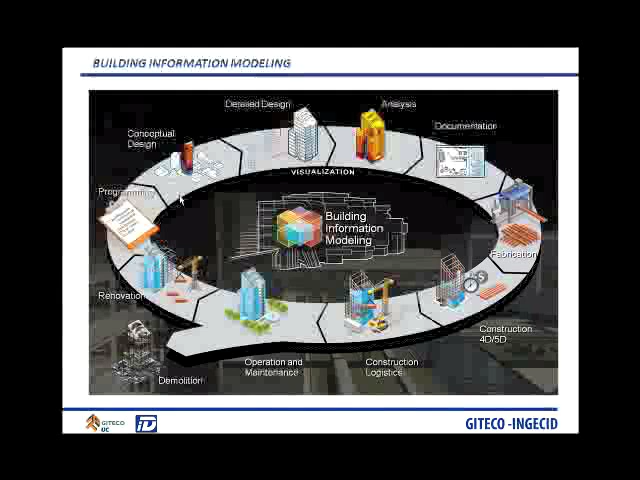 BUILDING INFORMATION MODELING
Detailed Design
Analysis
Conceptual
Design
Documentation
VISUALIZATION
Programming
Building
Information
Modeling
Fabrication
Renovation
$
Construction
4D/5D
Operation and
Maintenance
Construction
Logistics
Demolition
GITECO
UC
iD
GITECO -INGECID